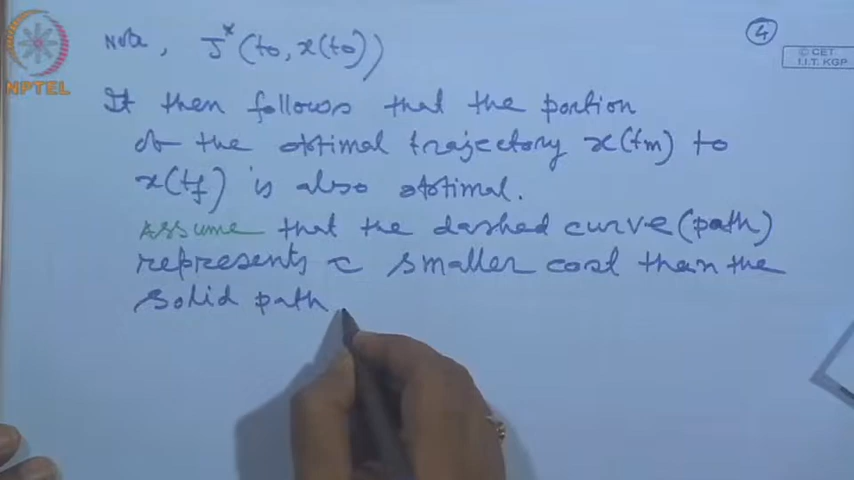 Note, J*(to, x(to))
4
© CET
I.I.T. KGP
NPTEL
It then follows that the portion
of the optimal trajectory x(tm) to
x(tf) is also optimal.
Assume that the dashed curve (path)
represents a smaller cost than the
solid path